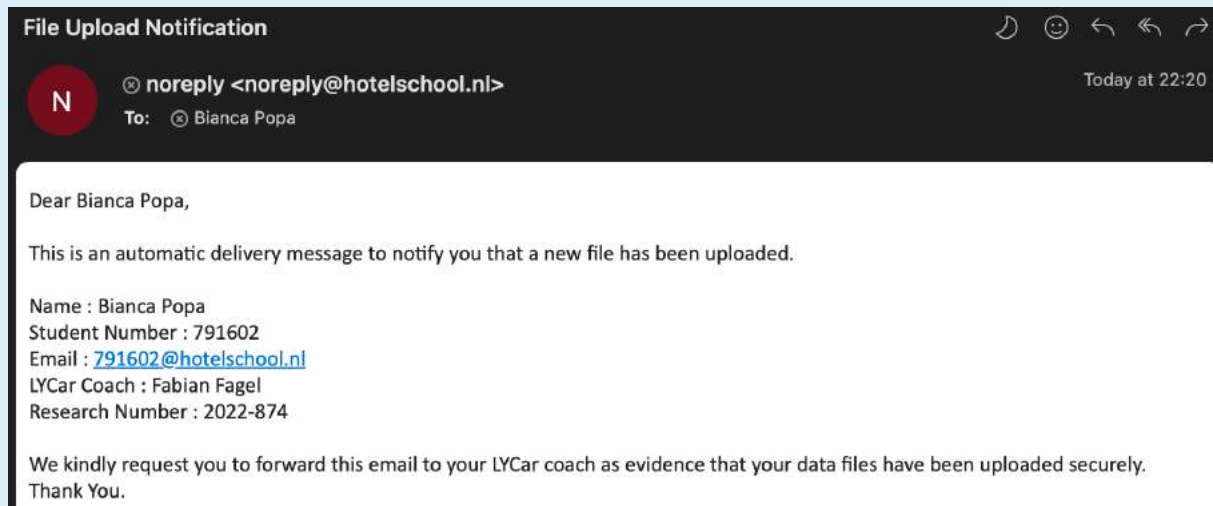 File Upload Notification
N
noreply <noreply@hotelschool.nl>
Today at 22:20
To: Bianca Popa
Dear Bianca Popa,
This is an automatic delivery message to notify you that a new file has been uploaded.
Name : Bianca Popa
Student Number : 791602
Email : 791602@hotelschool.nl
LYCar Coach : Fabian Fagel
Research Number : 2022-874
We kindly request you to forward this email to your LYCar coach as evidence that your data files have been uploaded securely.
Thank You.